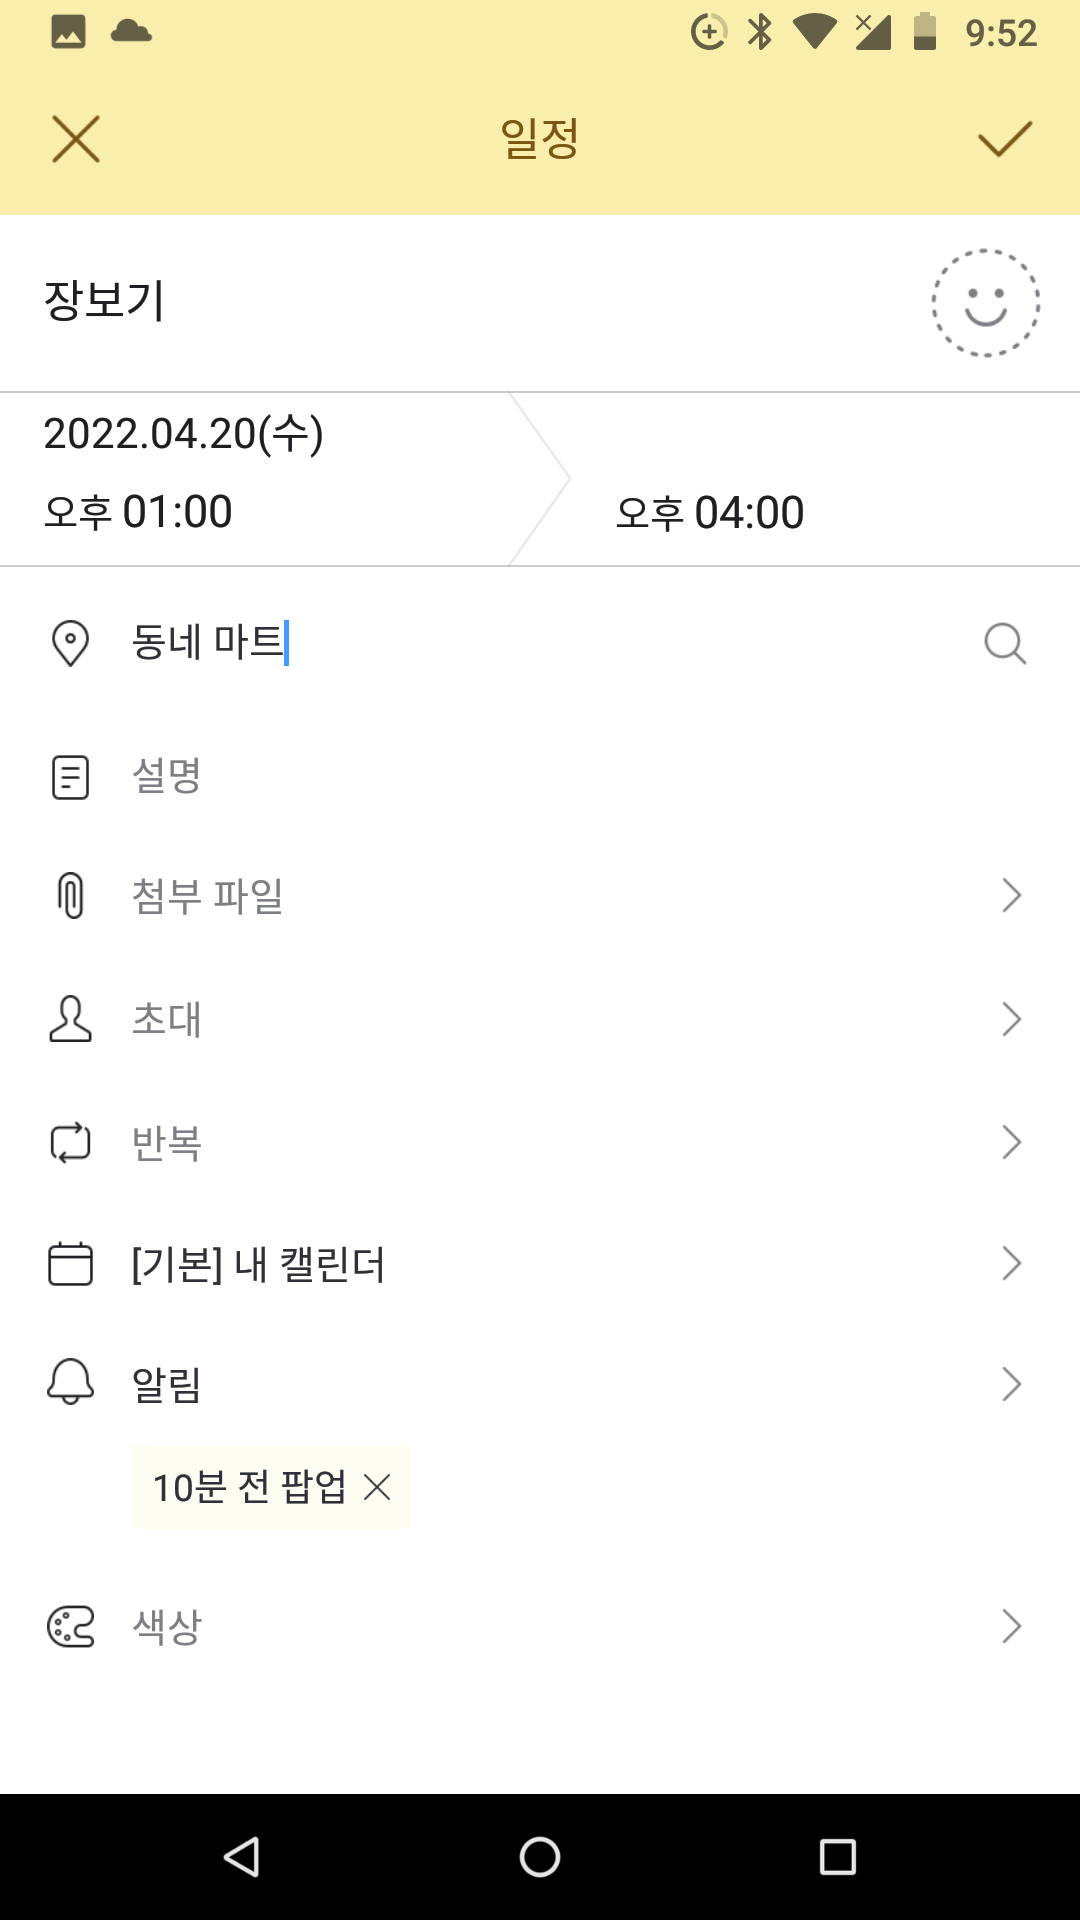 9:52
일정
장보기
2022.04.20(수)
오후 01:00
오후 04:00
동네 마트
설명
첨부 파일
초대
반복
[기본] 내 캘린더
알림
10분 전 팝업
색상